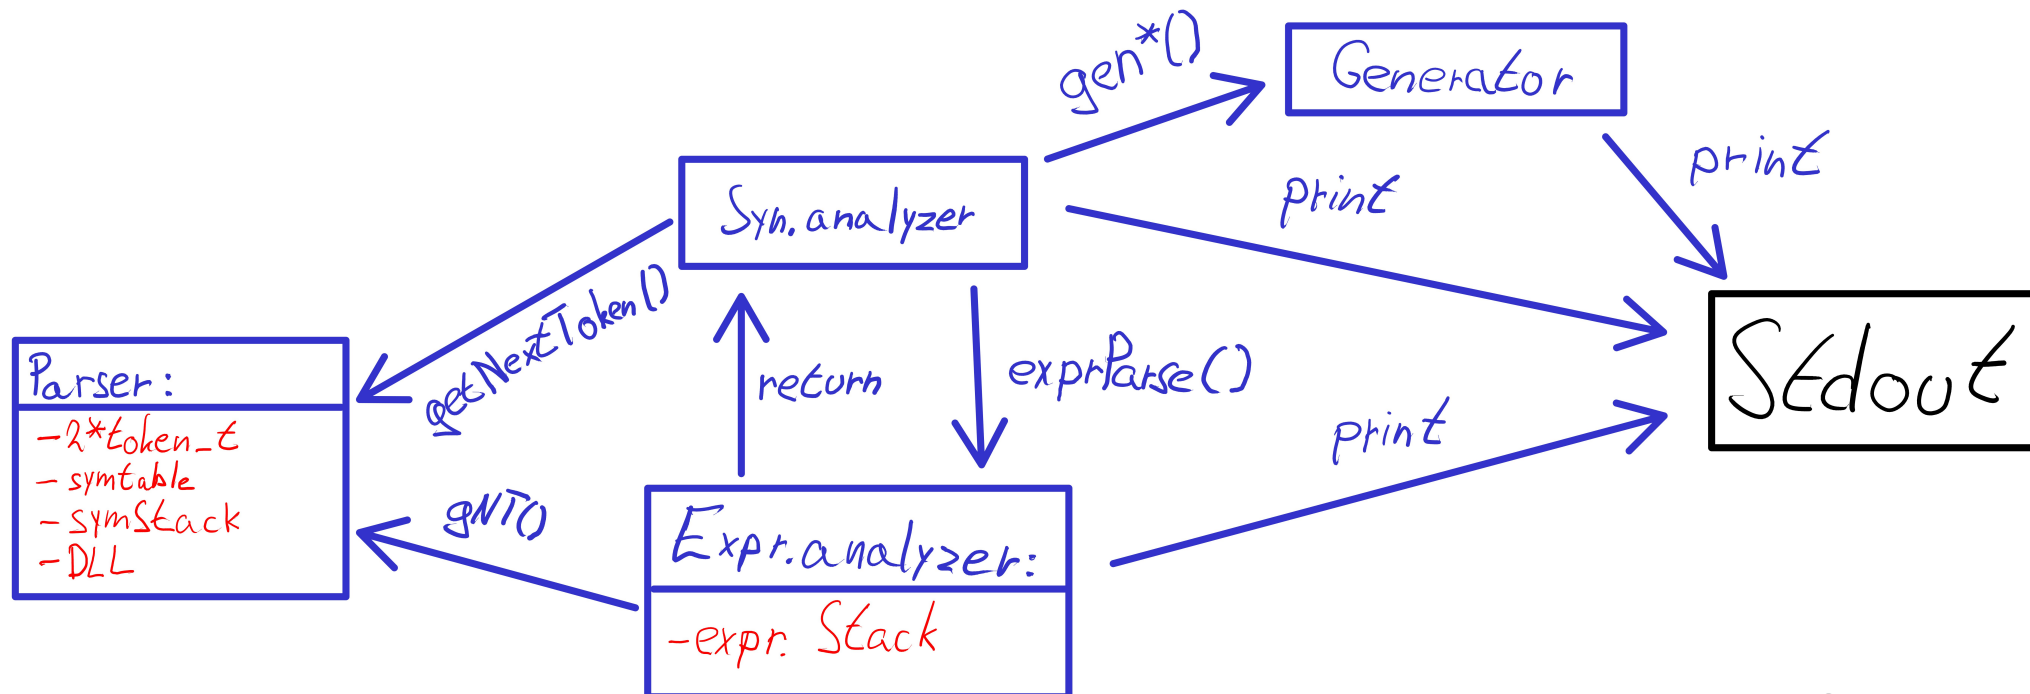 gen*()
Generator
print
Syn.analyzer
print
getNextToken()
Parser:
-2*token_t
- symtable
- symStack
- DLL
return
exprParse()
Stdout
print
gNT()
Expr.analyzer:
-expr. Stack